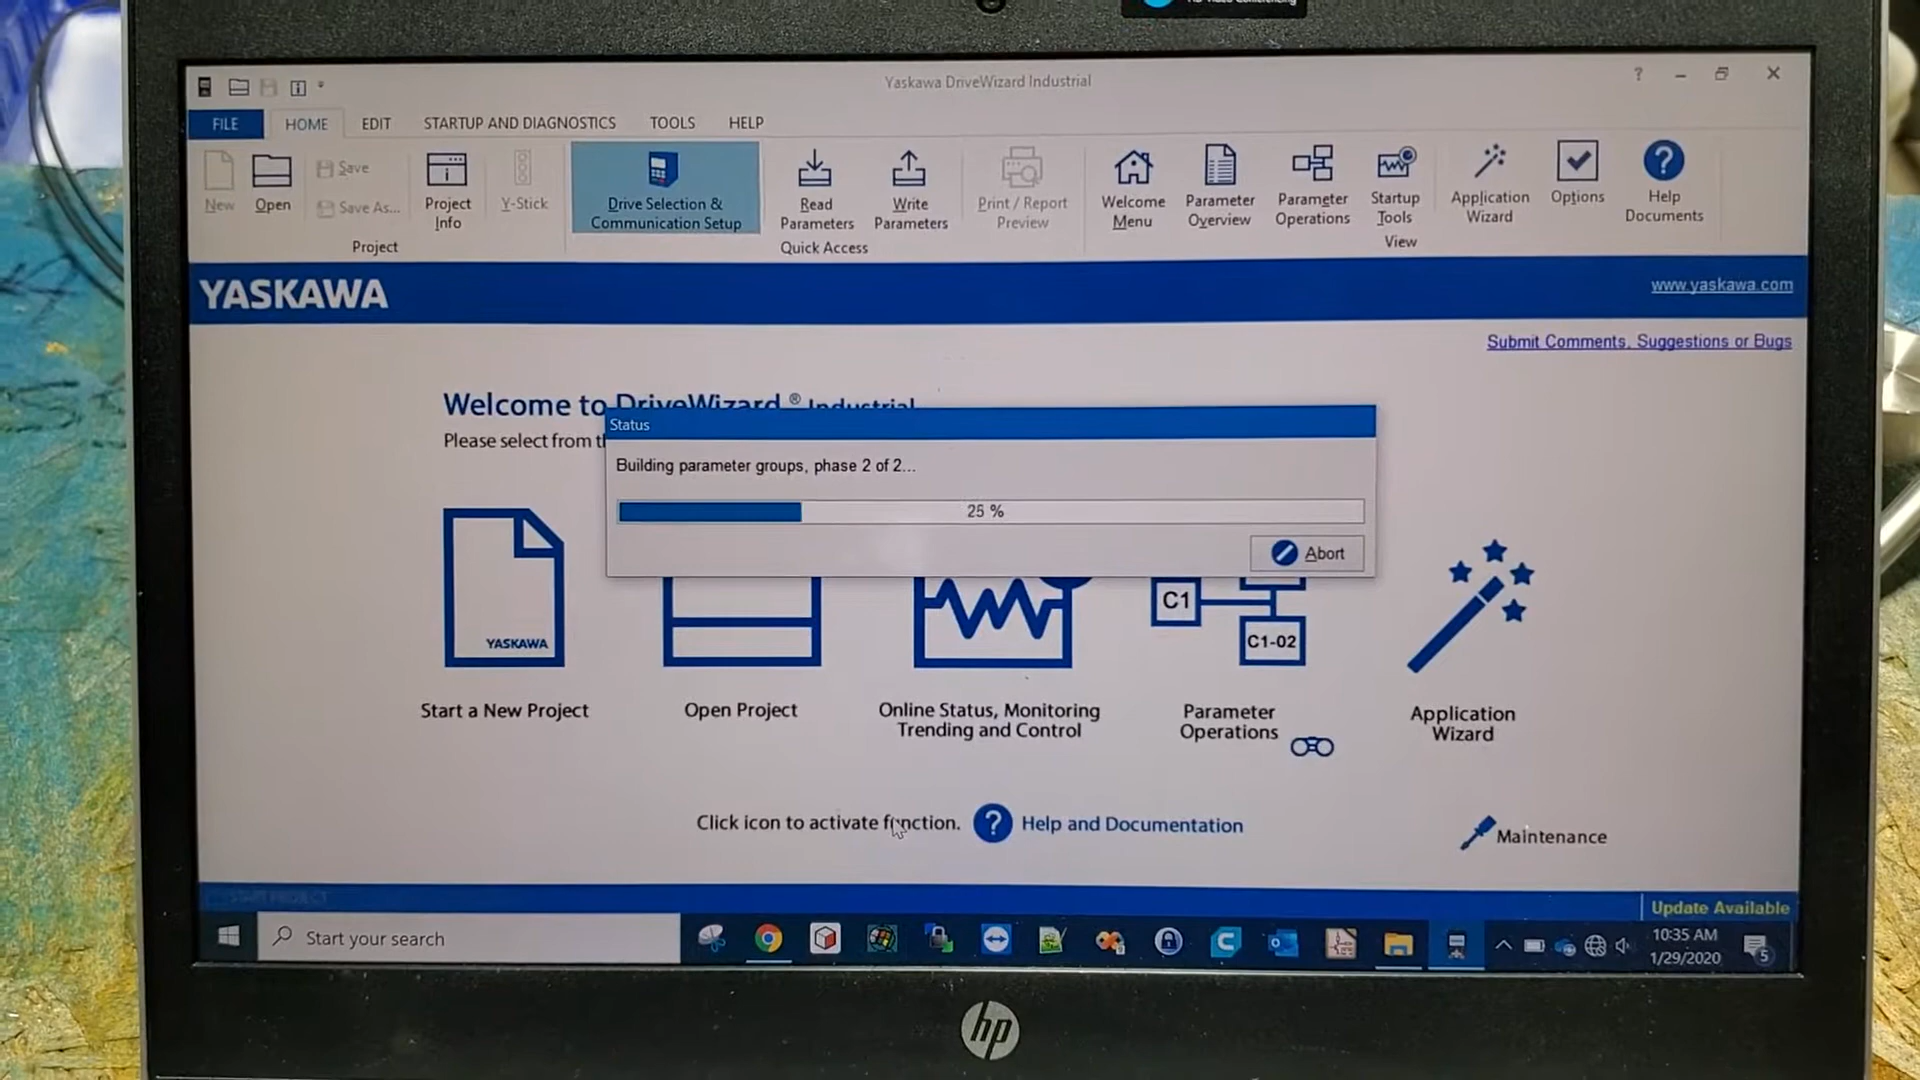 Yaskawa DriveWizard Industrial
?
FILE
HOME
EDIT
STARTUP AND DIAGNOSTICS
TOOLS
HELP
New
Open
Save
Save As...
Project
Info
Y-Stick
Project
Drive Selection &
Communication Setup
Read
Parameters
Write
Parameters
Quick Access
Print / Report
Preview
Welcome
Menu
Parameter
Overview
Parameter
Operations
Startup
Tools
View
Application
Wizard
Options
Help
Documents
YASKAWA
www.yaskawa.com
Submit Comments, Suggestions or Bugs
Welcome to DriveWizard ® Industrial
Please select from t
Status
Building parameter groups, phase 2 of 2...
25 %
Abort
YASKAWA
C1
C1-02
Start a New Project
Open Project
Online Status, Monitoring
Trending and Control
Parameter
Operations
Application
Wizard
Click icon to activate function.
? Help and Documentation
Maintenance
START PROJECT
Update Available
Start your search
10:35 AM
1/29/2020
5
hp